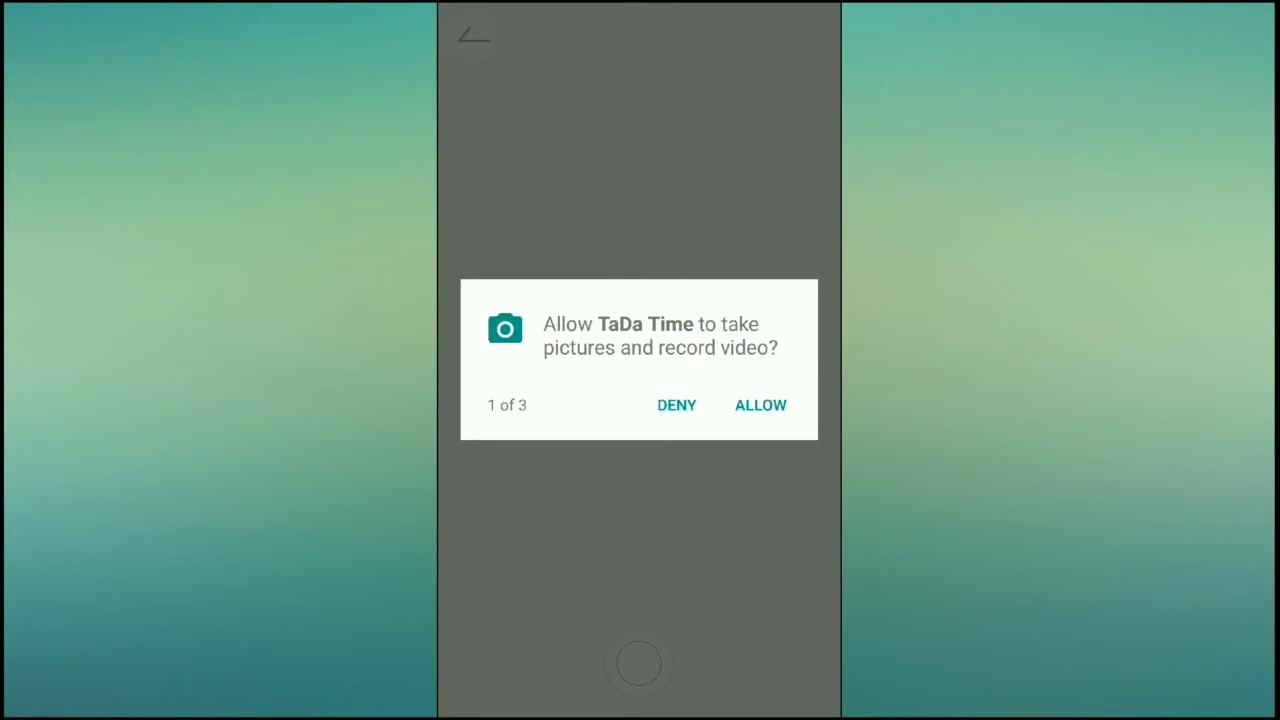 Allow TaDa Time to take
pictures and record video?
1 of 3 DENY ALLOW